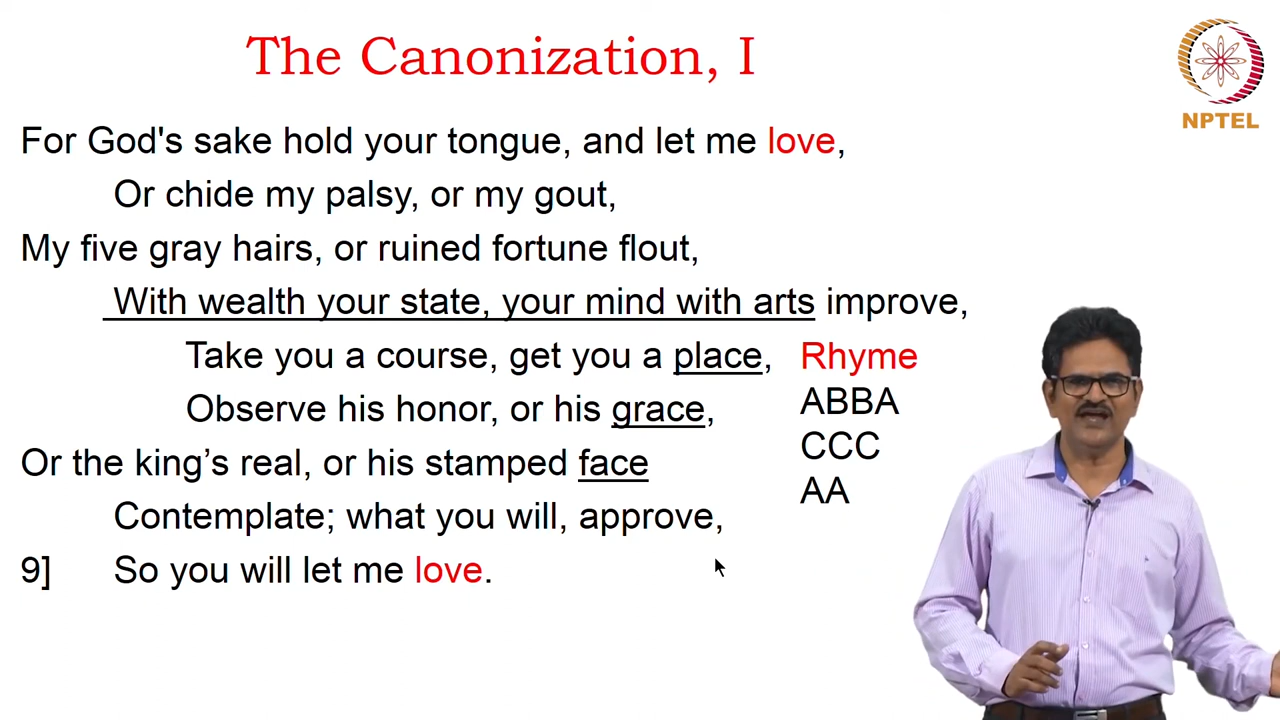 The Canonization, I
NPTEL
For God's sake hold your tongue, and let me love,
Or chide my palsy, or my gout,
My five gray hairs, or ruined fortune flout,
With wealth your state, your mind with arts improve,
Take you a course, get you a place,
Observe his honor, or his grace,
Or the king’s real, or his stamped face
Contemplate; what you will, approve,
9] So you will let me love.
Rhyme
ABBA
CCC
AA